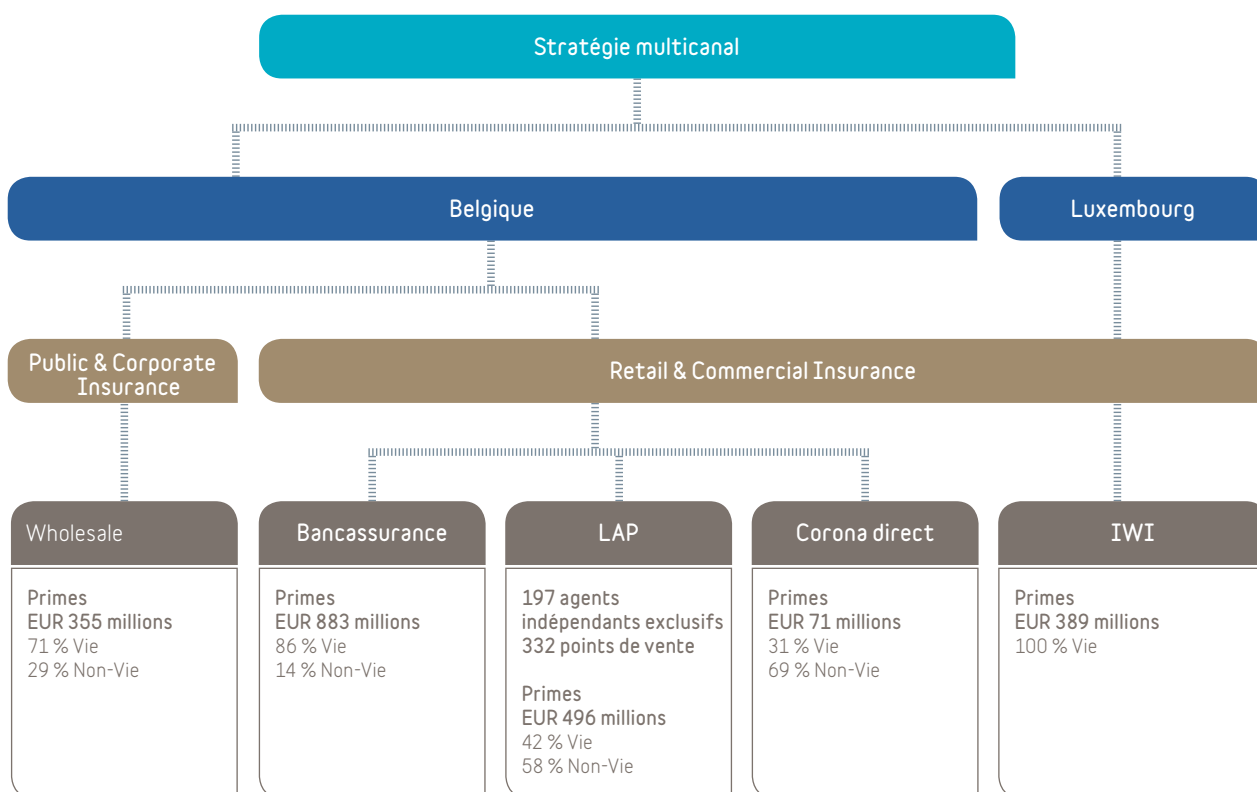 Stratégie multicanal
Belgique
Luxembourg
Public & Corporate
Insurance
Retail & Commercial Insurance
Wholesale
Primes
EUR 355 millions
71 % Vie
29 % Non-Vie
Bancassurance
Primes
EUR 883 millions
86 % Vie
14 % Non-Vie
LAP
197 agents
indépendants exclusifs
332 points de vente
Primes
EUR 496 millions
42 % Vie
58 % Non-Vie
Corona direct
Primes
EUR 71 millions
31 % Vie
69 % Non-Vie
IWI
Primes
EUR 389 millions
100 % Vie